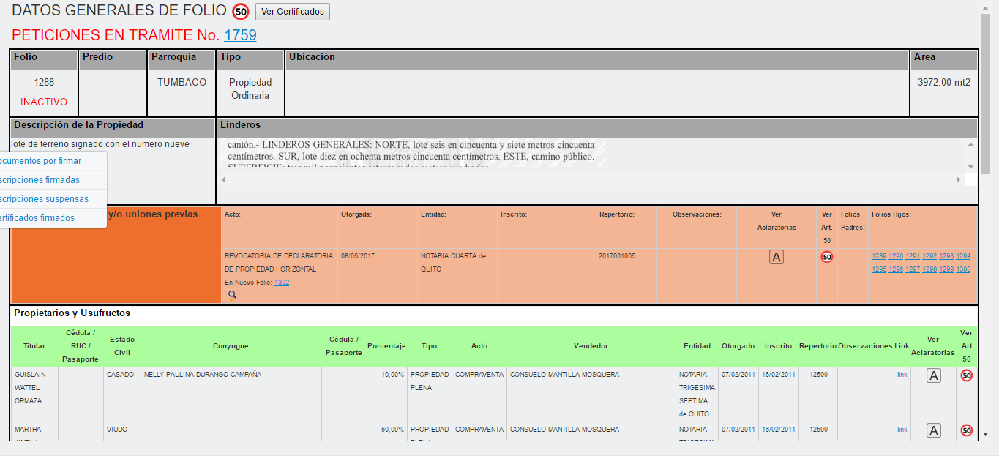 DATOS GENERALES DE FOLIO 50 Ver Certificados
PETICIONES EN TRAMITE No. 1759
Folio Predio Parroquia Tipo Ubicación Area
1288 TUMBACO Propiedad 3972.00 mt2
Ordinaria
INACTIVO
Descripción de la Propiedad Linderos
lote de terreno signado con el numero nueve
cantón.- LINDEROS GENERALES: NORTE, lote seis en cincuenta y siete metros cincuenta
centímetros. SUR, lote diez en ochenta metros cincuenta centímetros. ESTE, camino público.
ocumentos por firmar
scripciones firmadas
scripciones suspensas
ertificados firmados
y/o uniones previas
Acto: Otorgada: Entidad: Inscrito: Repertorio: Observaciones: Ver Ver Folios Folios Hijos:
Aclaratorias Art. Padres:
50
REVOCATORIA DE DECLARATORIA 08/05/2017 NOTARIA CUARTA de 2017001005 A 50 1289 1290 1291 1292 1293 1294
DE PROPIEDAD HORIZONTAL QUITO 1295 1296 1297 1298 1299 1300
En Nuevo Folio: 1302
Propietarios y Usufructo
Cédula / Ver
Estado Cédula / Ver
Titular RUC / Conyugue Porcentaje Tipo Acto Vendedor Entidad Otorgado Inscrito Repertorio Observaciones Link Art
Civil Pasaporte Aclaratorias
Pasaporte 50
GUISLAIN CASADO NELLY PAULINA DURANGO CAMPAÑA 10,00% PROPIEDAD COMPRAVENTA CONSUELO MANTILLA MOSQUERA NOTARIA 07/02/2011 16/02/2011 12509 link A 50
WATTEL PLENA TRIGESIMA
ORMAZA SEPTIMA
de QUITO
MARTHA VIUDO 50,00% PROPIEDAD COMPRAVENTA CONSUELO MANTILLA MOSQUERA NOTARIA 07/02/2011 16/02/2011 12509 link A 50